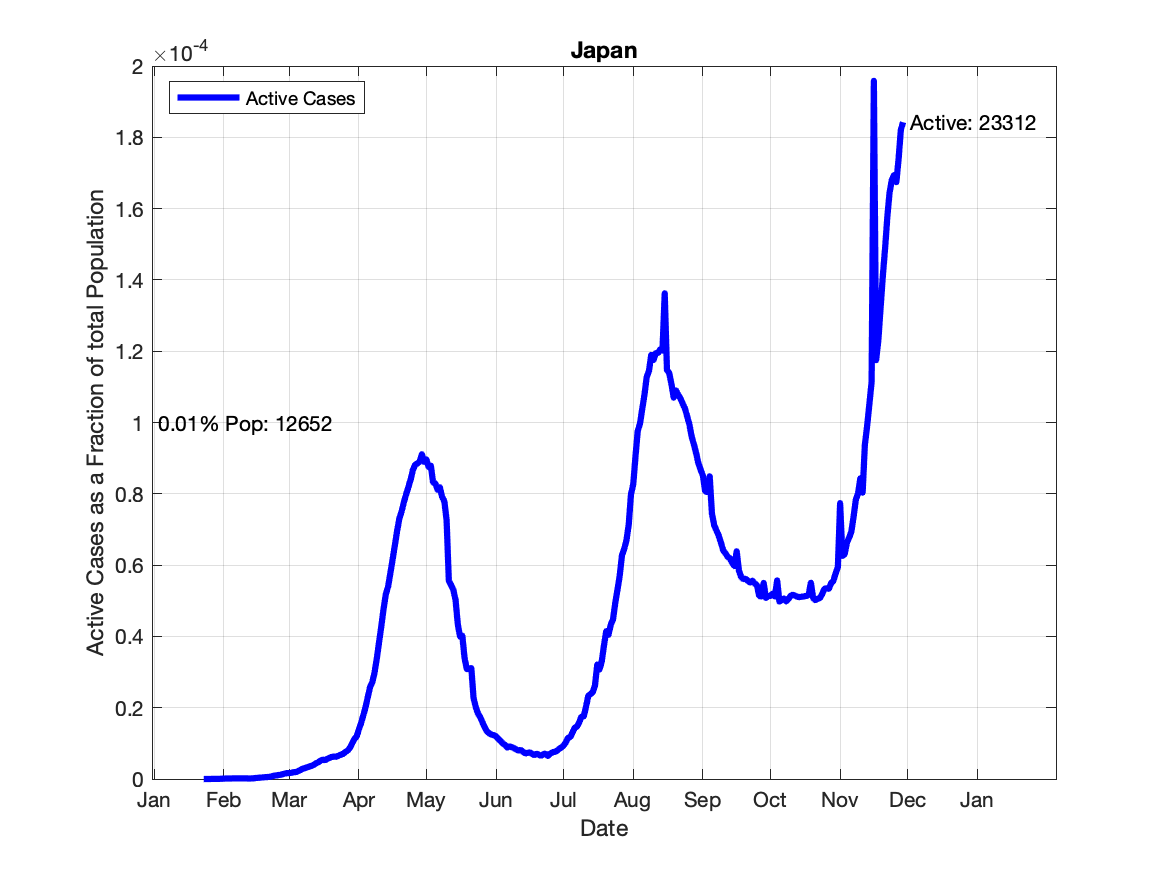 Japan
×10-4
2
1.8
1.6
1.4
1.2
1
0.8
0.6
0.4
0.2
0
Active Cases
Active: 23312
0.01% Pop: 12652
Active Cases as a Fraction of total Population
Jan Feb Mar Apr May Jun Jul Aug Sep Oct Nov Dec Jan
Date